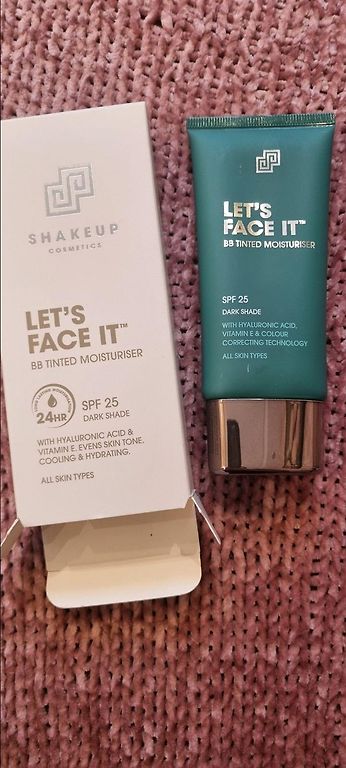 SHAKEUP
COSMETICS
LET'S
FACE IT™
BB TINTED MOISTURISER
24HR
SPF 25
DARK SHADE
WITH HYALURONIC ACID &
VITAMIN E. EVENS SKIN TONE.
COOLING & HYDRATING.
ALL SKIN TYPES
LET'S
FACE IT™
BB TINTED MOISTURISER
SPF 25
DARK SHADE
WITH HYALURONIC ACID,
VITAMIN E & COLOUR
CORRECTING TECHNOLOGY
ALL SKIN TYPES